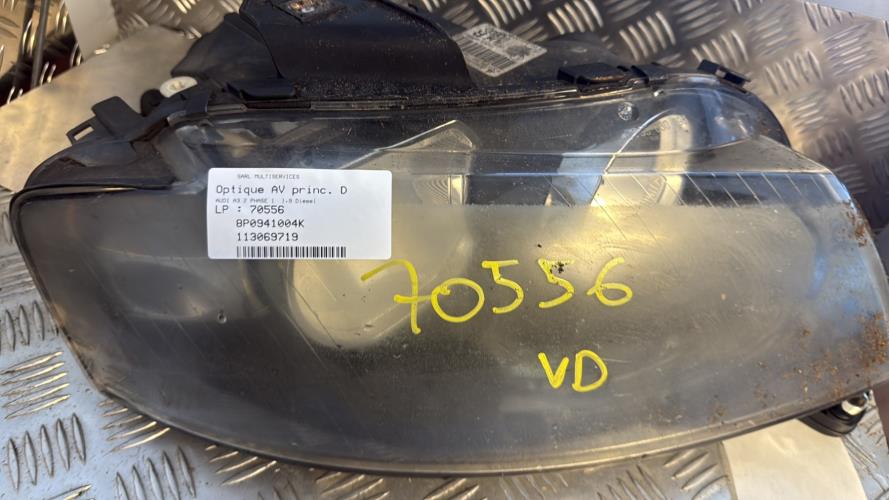 SARL MULTISERVICES
Optique AV princ. D
AUDI A3 2 PHASE 1 1.9 Diesel
LP : 70556
8P0941004K
113069719
70556
VD